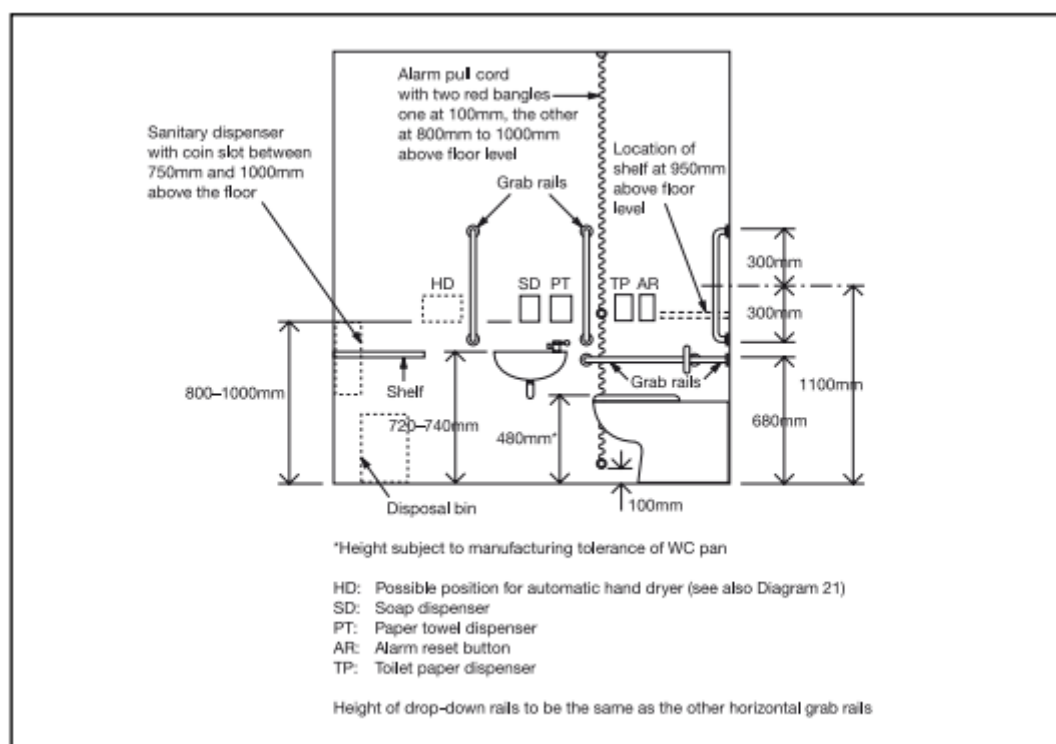 Alarm pull cord
with two red bangles
one at 100mm, the other
at 800mm to 1000mm
above floor level
Sanitary dispenser
with coin slot between
750mm and 1000mm
above the floor
Location of
shelf at 950mm
above floor
level
Grab rails
300mm
HD
SD
PT
TP
AR
300mm
800–1000mm
Shelf
Grab rails
1100mm
720–740mm
480mm*
680mm
Disposal bin
100mm
*Height subject to manufacturing tolerance of WC pan
HD: Possible position for automatic hand dryer (see also Diagram 21)
SD: Soap dispenser
PT: Paper towel dispenser
AR: Alarm reset button
TP: Toilet paper dispenser
Height of drop-down rails to be the same as the other horizontal grab rails